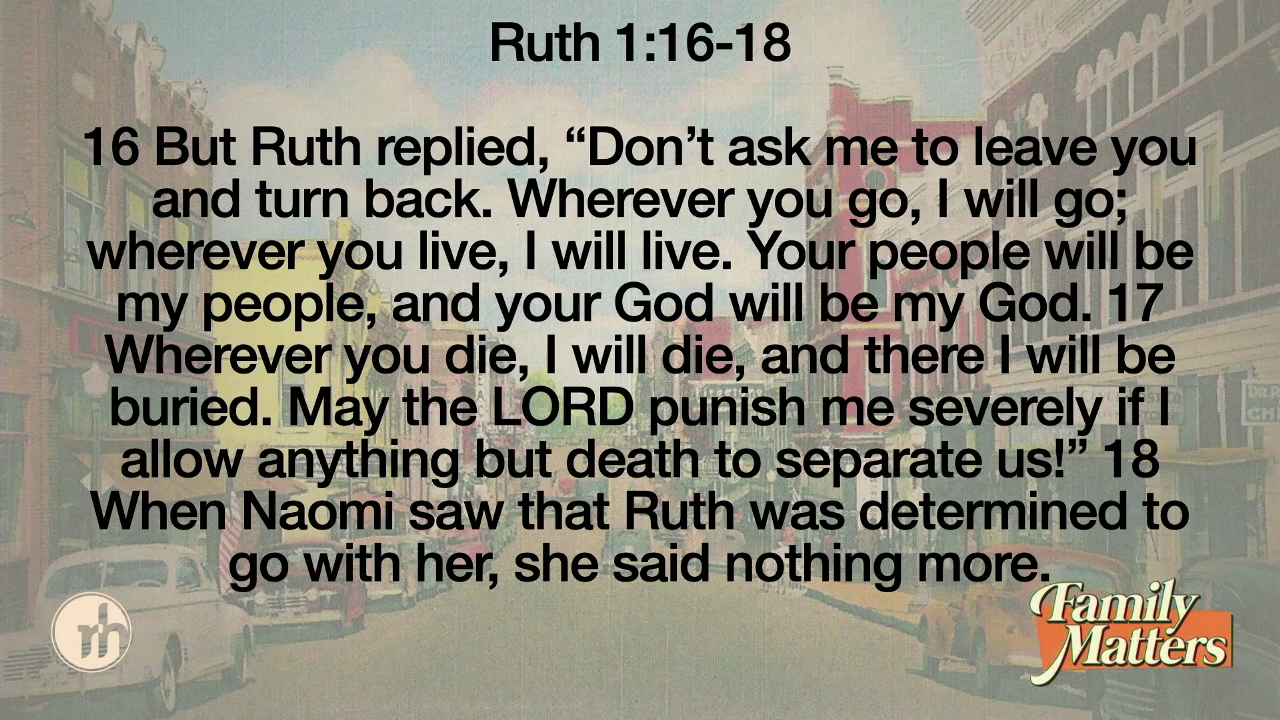 Ruth 1:16-18
16 But Ruth replied, “Don’t ask me to leave you
and turn back. Wherever you go, I will go;
wherever you live, I will live. Your people will be
my people, and your God will be my God. 17
Wherever you die, I will die, and there I will be
buried. May the LORD punish me severely if I
allow anything but death to separate us!” 18
When Naomi saw that Ruth was determined to
go with her, she said nothing more.
rh
Family
Matters